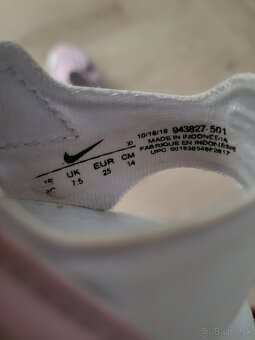 10/16/19 943827-501
MADE IN INDONESIA
FABRIQUE EN INDONESIE
UPC
UK EUR CM
7.5 25 14
Bazos.sk